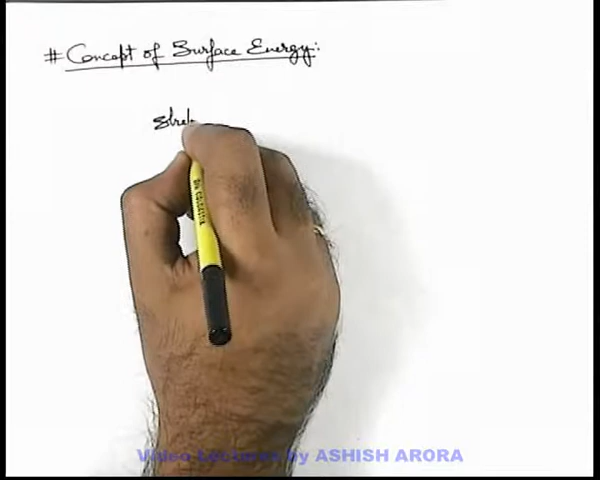 # Concept of Surface Energy:
Video Lectures by ASHISH ARORA